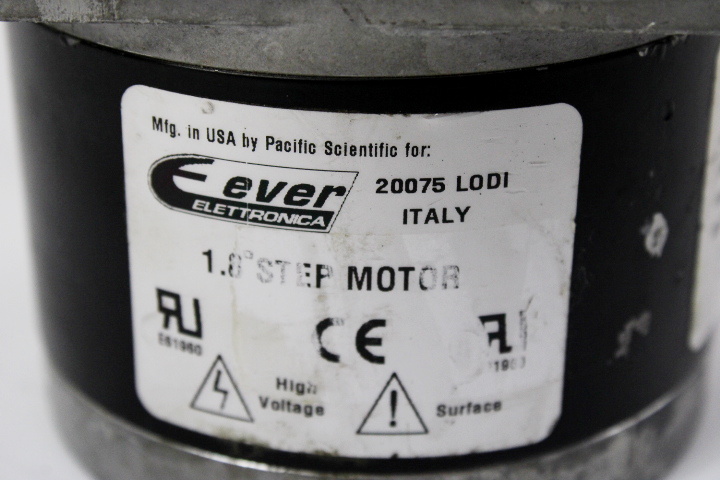 Mfg. in USA by Pacific Scientific for:
ever
ELETTRONICA
20075 LODI
ITALY
1.8° STEP MOTOR
E61960
CE
High
Voltage
Surface